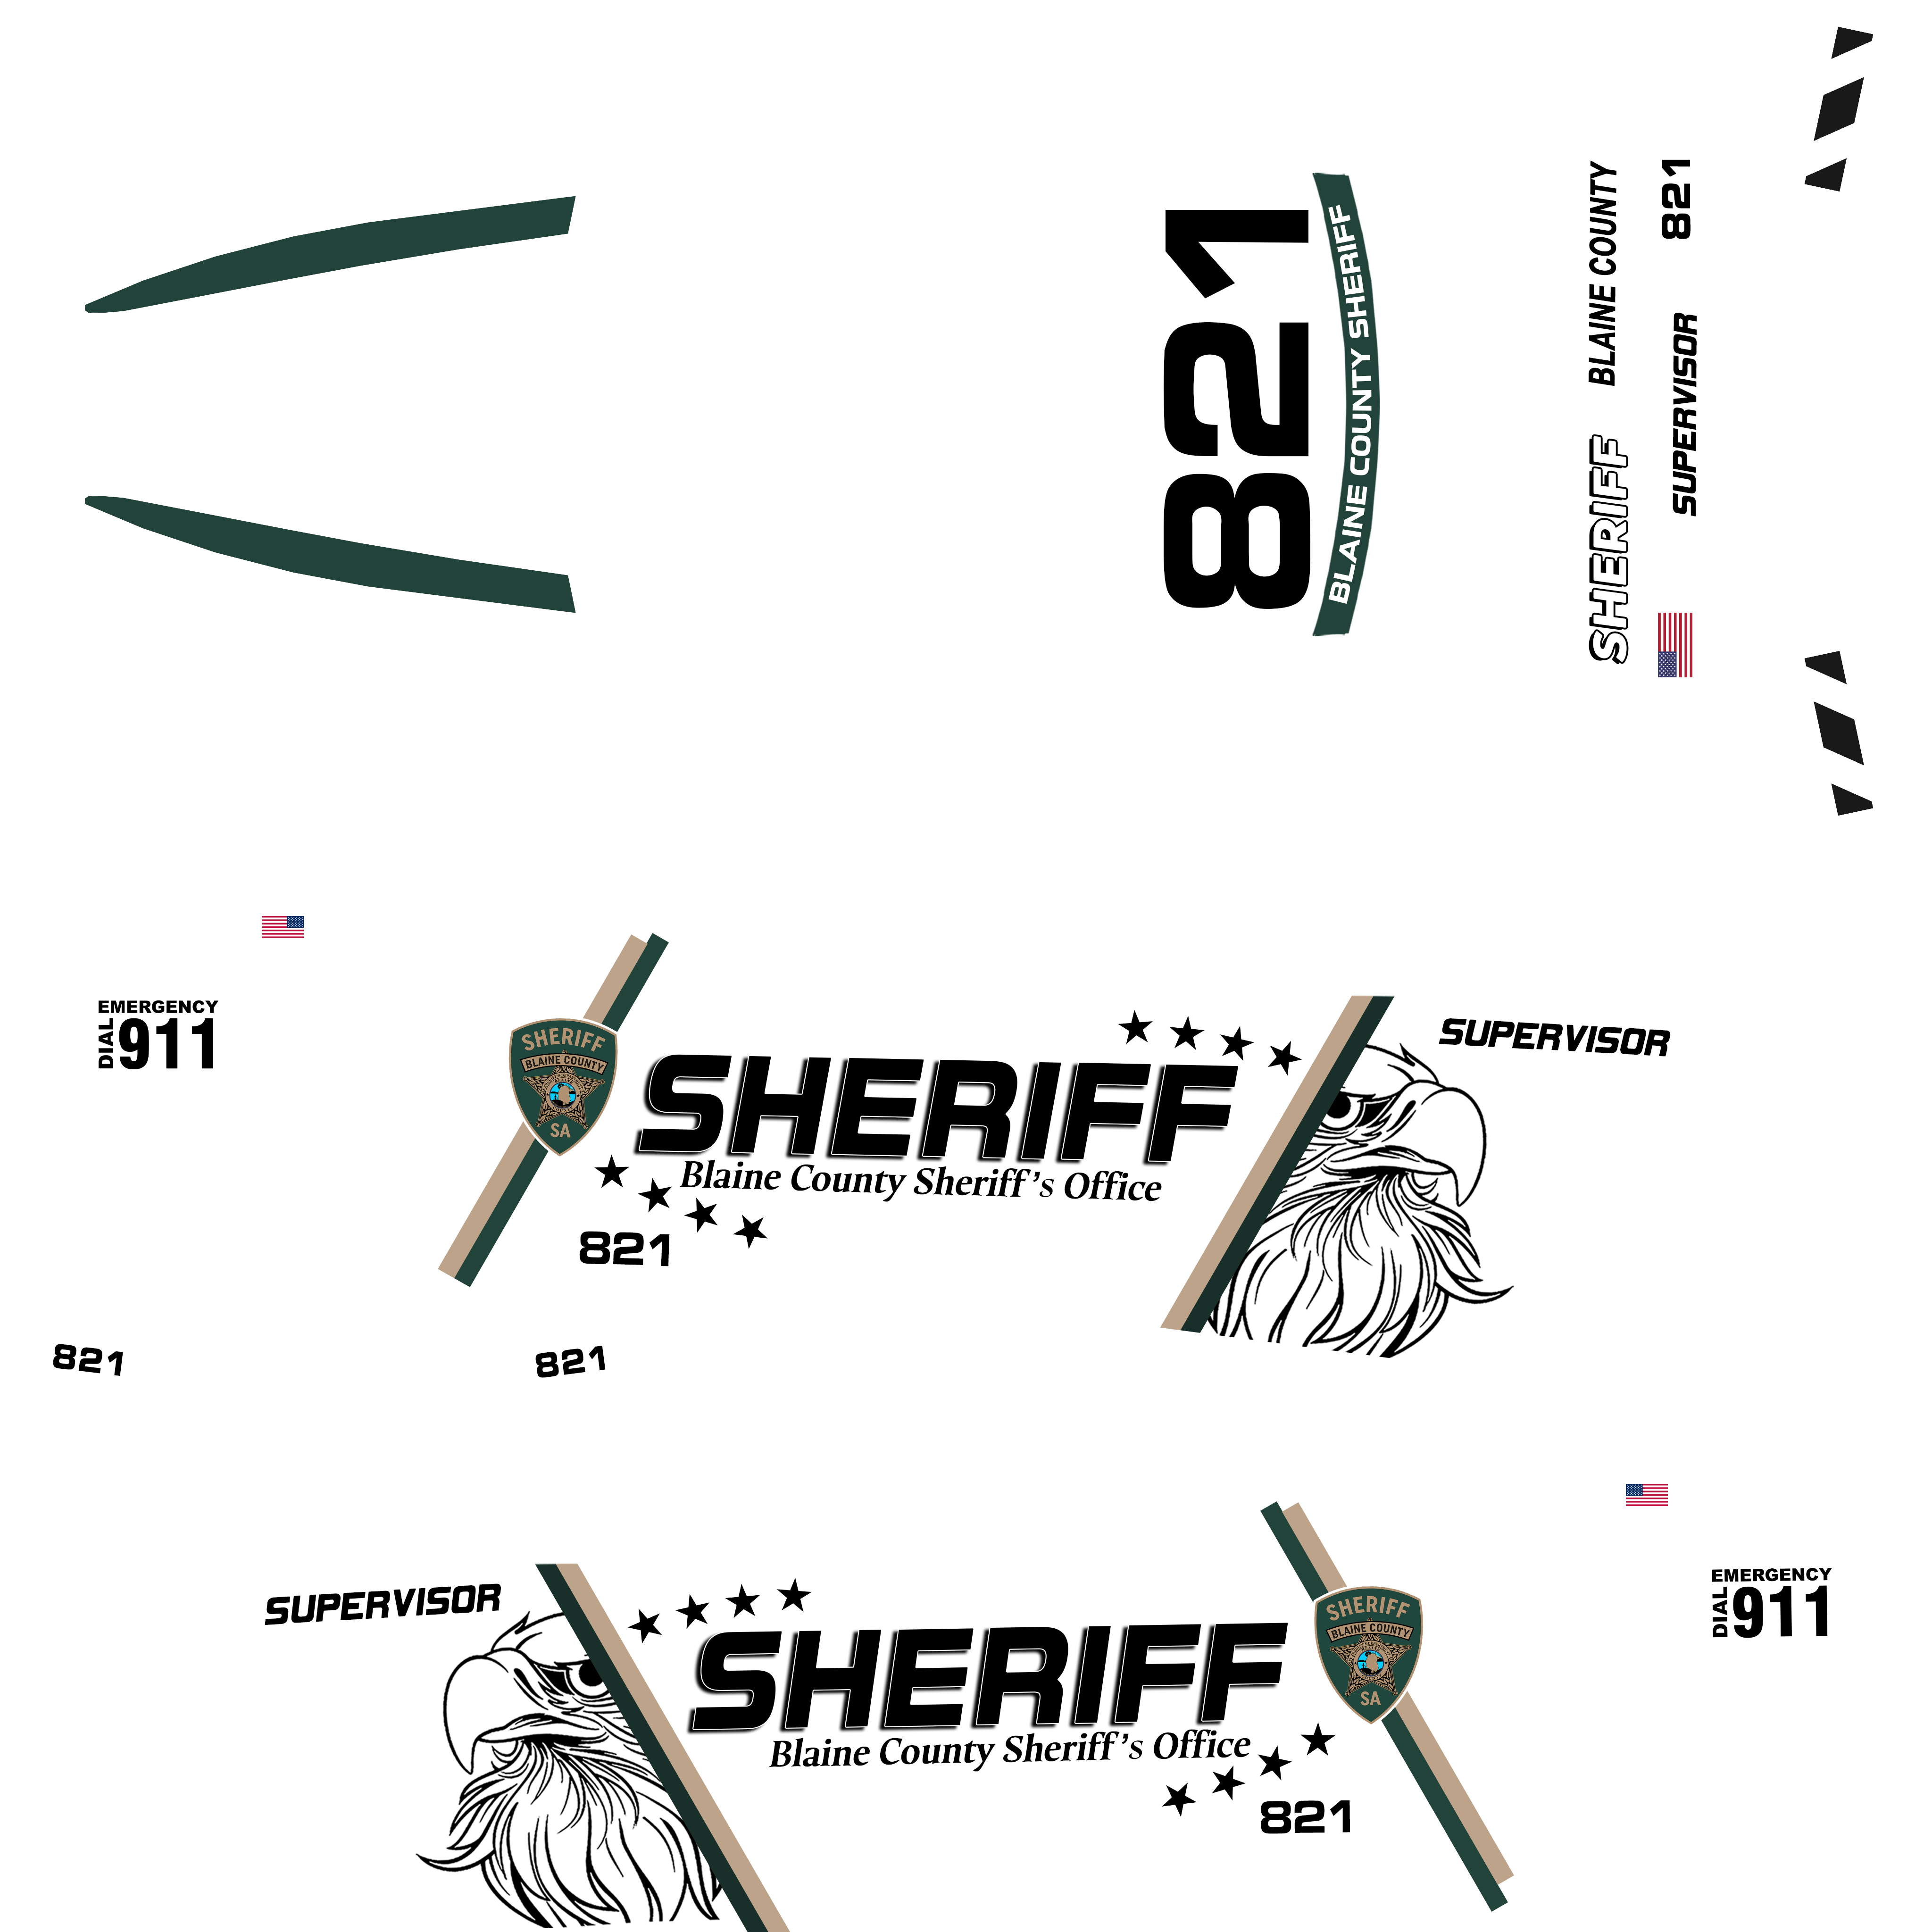 821
BLAINE COUNTY SHERIFF
SHERIFF BLAINE COUNTY
SUPERVISOR 821
EMERGENCY
DIAL 911
SHERIFF
BLAINE COUNTY
SA
SHERIFF
Blaine County Sheriff's Office
821
SUPERVISOR
821
821
SUPERVISOR
SHERIFF
Blaine County Sheriff's Office
821
SHERIFF
BLAINE COUNTY
SA
EMERGENCY
DIAL 911